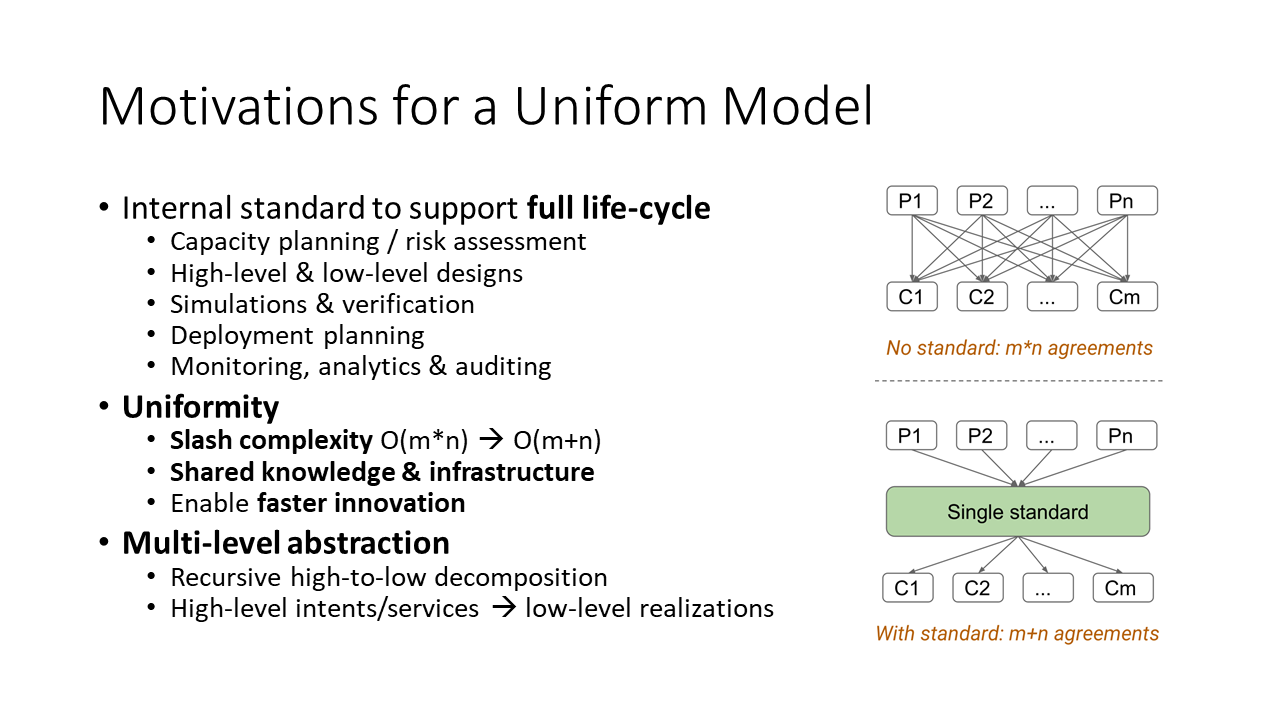 Motivations for a Uniform Model
• Internal standard to support full life-cycle
• Capacity planning / risk assessment
• High-level & low-level designs
• Simulations & verification
• Deployment planning
• Monitoring, analytics & auditing
• Uniformity
• Slash complexity O(m*n) → O(m+n)
• Shared knowledge & infrastructure
• Enable faster innovation
• Multi-level abstraction
• Recursive high-to-low decomposition
• High-level intents/services → low-level realizations
P1 P2 ... Pn
C1 C2 ... Cm
No standard: m*n agreements
P1 P2 ... Pn
Single standard
C1 C2 ... Cm
With standard: m+n agreements